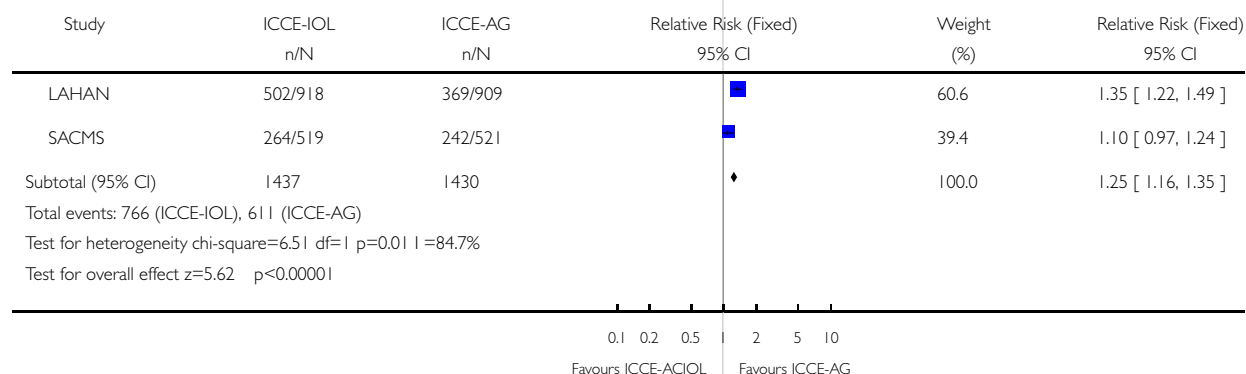 Study ICCE-IOL ICCE-AG Relative Risk (Fixed) Weight Relative Risk (Fixed)
n/N n/N 95% CI (%) 95% CI
LAHAN 502/918 369/909 60.6 1.35 [ 1.22, 1.49 ]
SACMS 264/519 242/521 39.4 1.10 [ 0.97, 1.24 ]
Subtotal (95% CI) 1437 1430 100.0 1.25 [ 1.16, 1.35 ]
Total events: 766 (ICCE-IOL), 611 (ICCE-AG)
Test for heterogeneity chi-square=6.51 df=1 p=0.01 I =84.7%
Test for overall effect z=5.62 p<0.00001
0.1 0.2 0.5 1 2 5 10
Favours ICCE-ACIOL Favours ICCE-AG